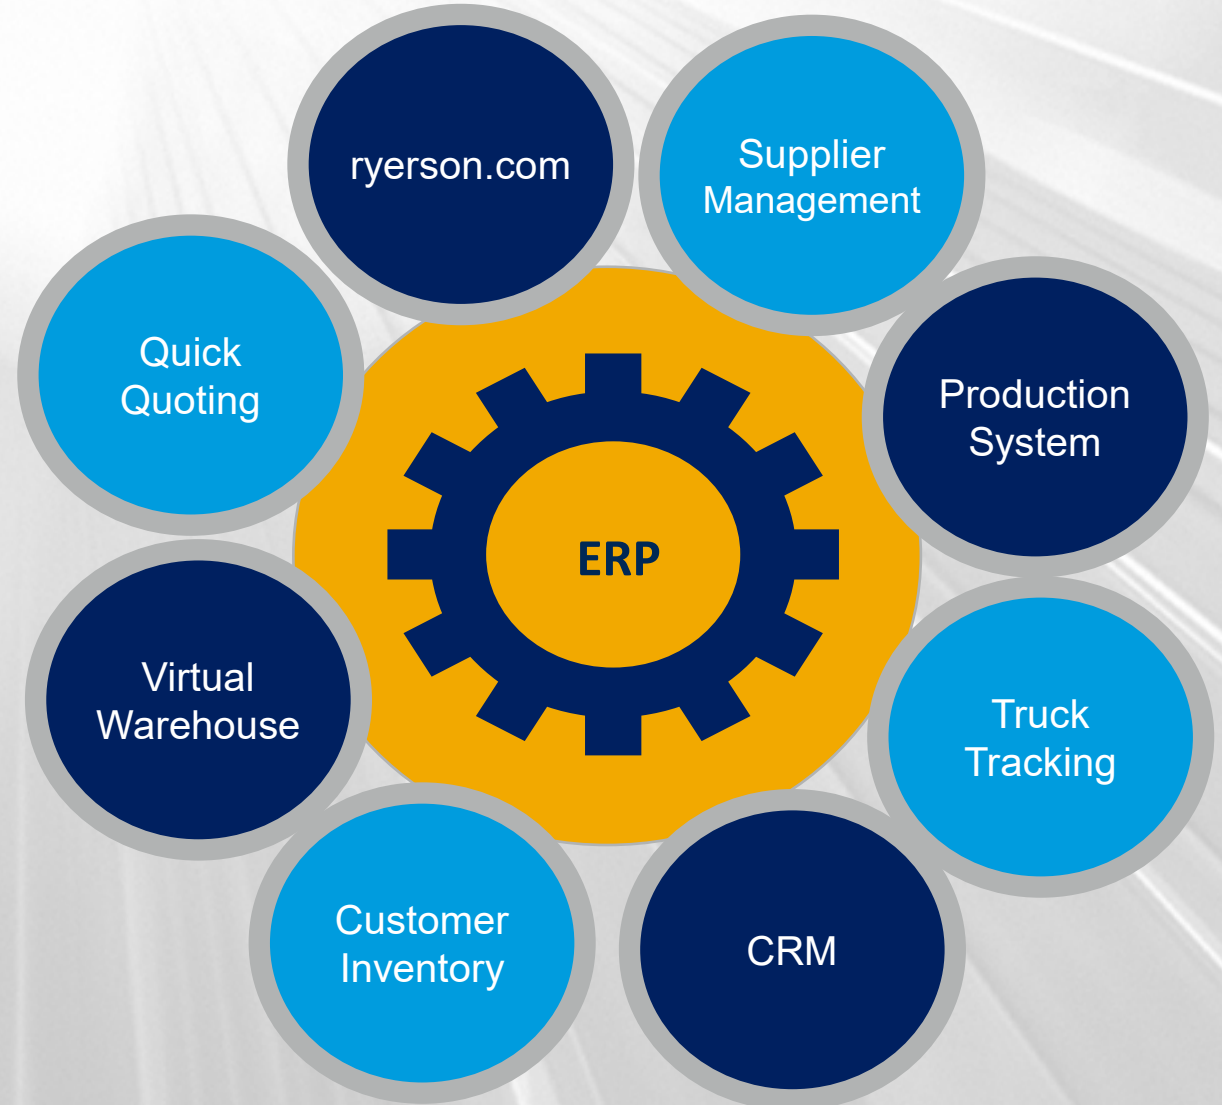 ryerson.com
Supplier
Management
Quick
Quoting
Production
System
ERP
Virtual
Warehouse
Truck
Tracking
Customer
Inventory
CRM